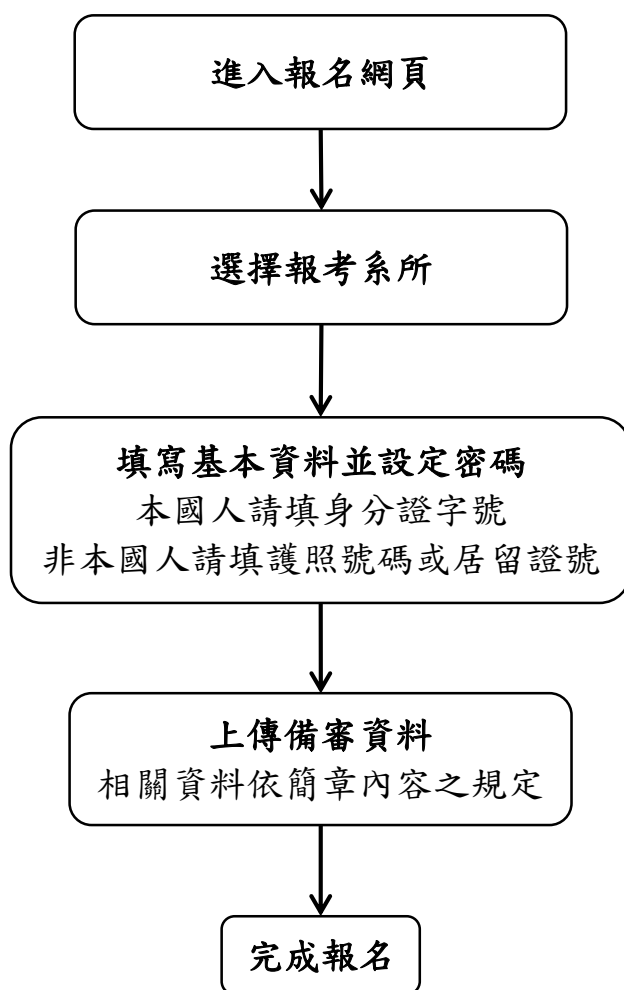 進入報名網頁
選擇報考系所
填寫基本資料並設定密碼
本國人請填身分證字號
非本國人請填護照號碼或居留證號
上傳備審資料
相關資料依簡章內容之規定
完成報名